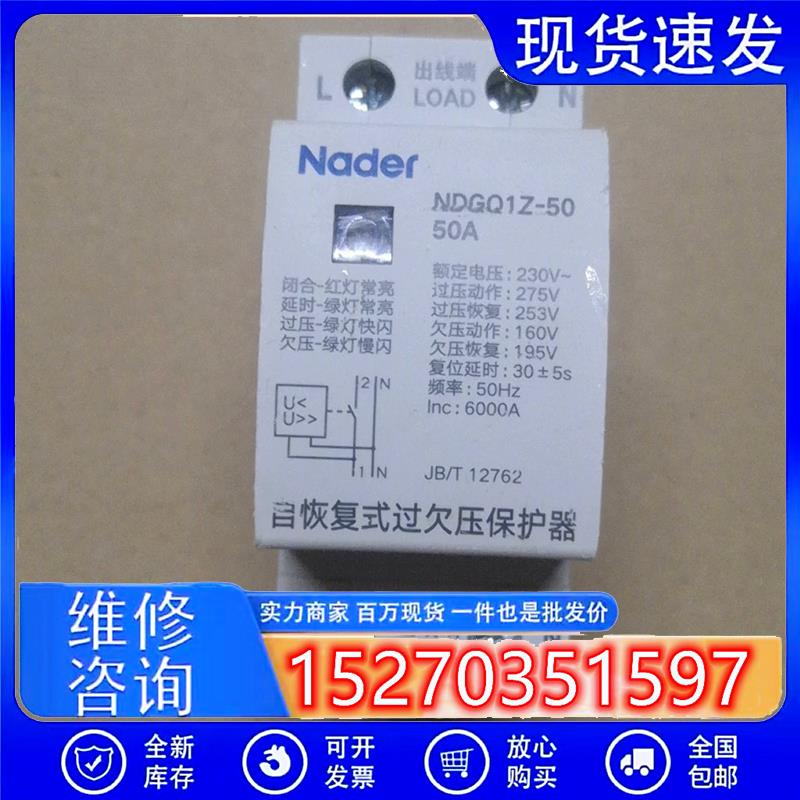 现货速发
L 出线端 N
LOAD
Nader
NDGQ1Z-50
50A
闭合-红灯常亮
延时-绿灯常亮
过压-绿灯快闪
欠压-绿灯慢闪
额定电压:230V~
过压动作:275V
过压恢复:253V
欠压动作:160V
欠压恢复:195V
复位延时:30±5s
频率:50Hz
Inc:6000A
2 N
U<
U>>
1 N
JB/T 12762
自恢复式过欠压保护器
维修
咨询
实力商家 百万现货 一件也是批发价
15270351597
全新
库存
可开
发票
放心
购买
全国
包邮